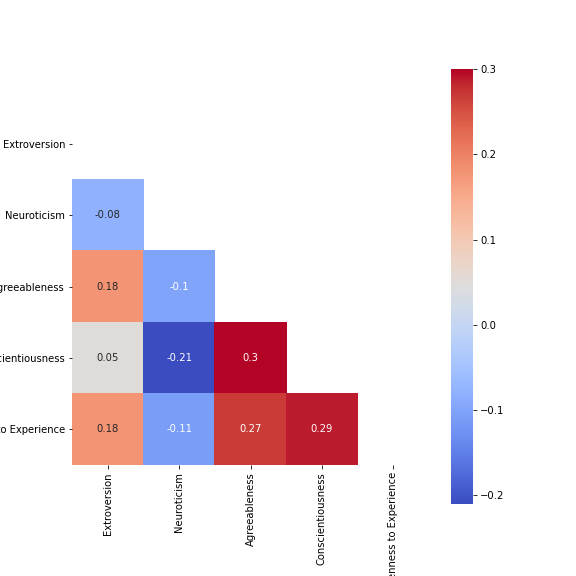 Extroversion
Neuroticism
-0.08
greeableness
0.18
-0.1
cientiousness
0.05
-0.21
0.3
to Experience
0.18
-0.11
0.27
0.29
Extroversion
Neuroticism
Agreeableness
Conscientiousness
enness to Experience
0.3
0.2
0.1
0.0
−0.1
−0.2